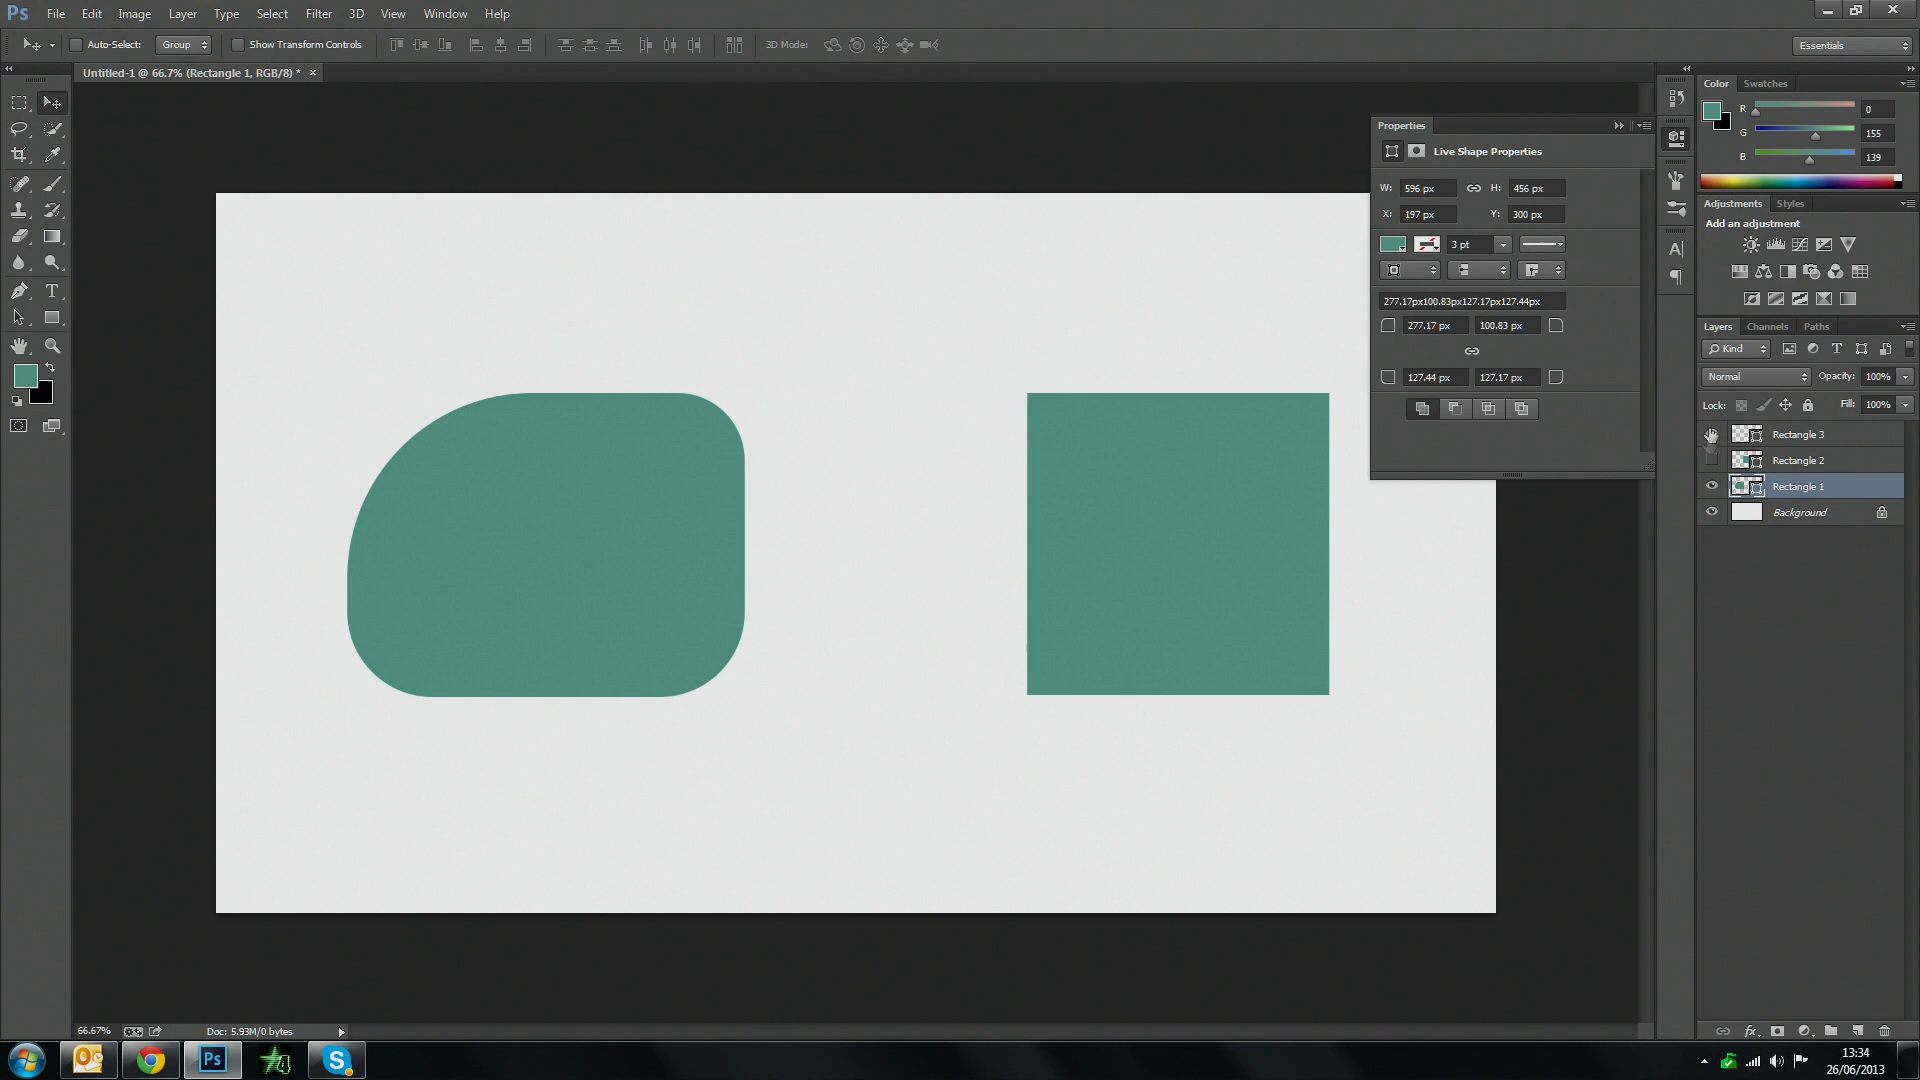 Ps File Edit Image Layer Type Select Filter 3D View Window Help
Auto-Select: Group Show Transform Controls 3D Mode: Essentials
Untitled-1 @ 66.7% (Rectangle 1, RGB/8) * ×
Color Swatches
R 0
G 155
B 139
Properties
Live Shape Properties
W: 596 px H: 456 px
X: 197 px Y: 300 px
3 pt
277.17px100.83px127.17px127.44px
277.17 px 100.83 px
127.44 px 127.17 px
Adjustments Styles
Add an adjustment
Layers Channels Paths
Kind
Normal Opacity: 100%
Lock: Fill: 100%
Rectangle 3
Rectangle 2
Rectangle 1
Background
66.67% Doc: 5.93M/0 bytes
Ps
13:34
26/06/2013